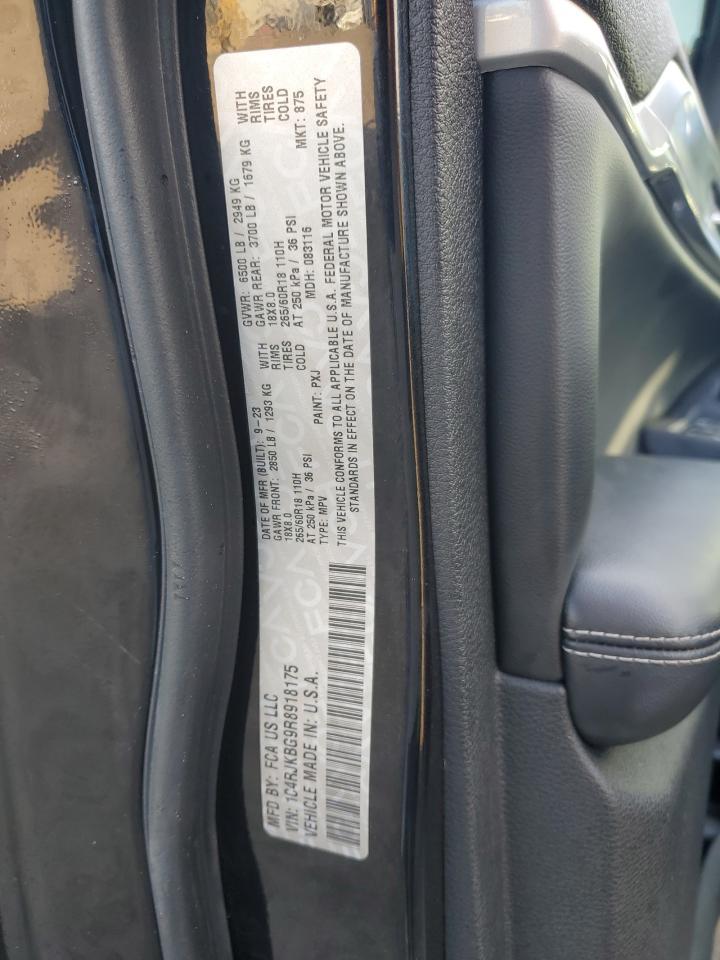 MFD BY: FCA US LLC
DATE OF MFR (BUILT): 9-23 GVWR: 6500 LB / 2949 KG
GAWR FRONT: 2850 LB / 1293 KG WITH GAWR REAR: 3700 LB / 1679 KG WITH
18X8.0 RIMS 18X8.0 RIMS
265/60R18 110H TIRES 265/60R18 110H TIRES
AT 250 kPa / 36 PSI COLD AT 250 kPa / 36 PSI COLD
VIN: 1C4RJKBG9R8918175 TYPE: MPV PAINT: PXJ MDH: 083116 MKT: 875
VEHICLE MADE IN: U.S.A.
THIS VEHICLE CONFORMS TO ALL APPLICABLE U.S.A. FEDERAL MOTOR VEHICLE SAFETY
STANDARDS IN EFFECT ON THE DATE OF MANUFACTURE SHOWN ABOVE.